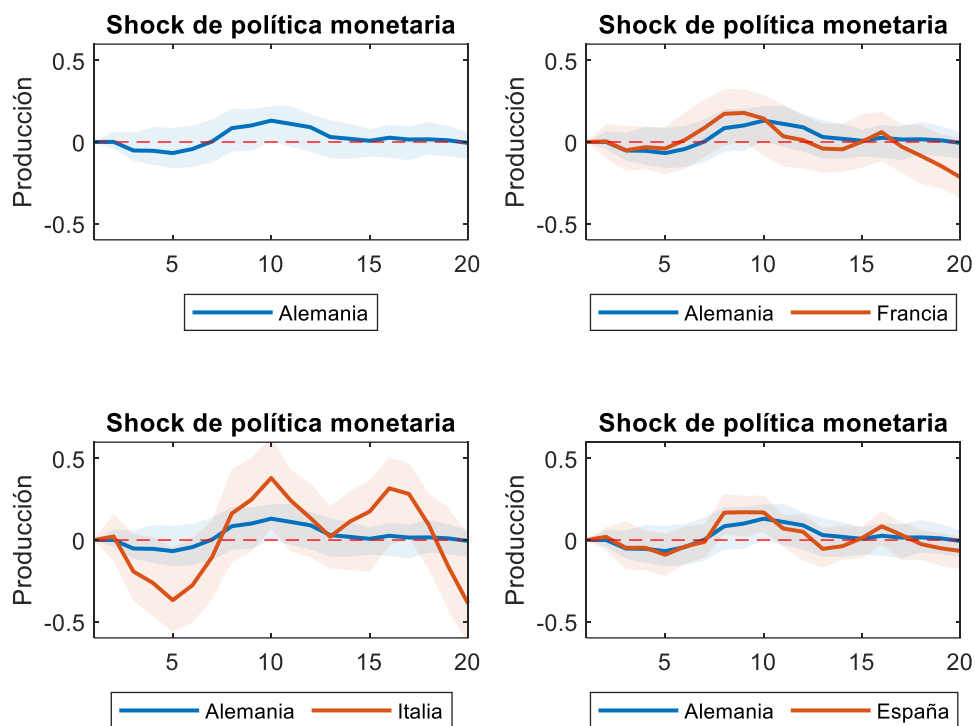 Shock de política monetaria
Producción
0.5
0
-0.5
5 10 15 20
Alemania
Shock de política monetaria
Producción
0.5
0
-0.5
5 10 15 20
Alemania Francia
Shock de política monetaria
Producción
0.5
0
-0.5
5 10 15 20
Alemania Italia
Shock de política monetaria
Producción
0.5
0
-0.5
5 10 15 20
Alemania España